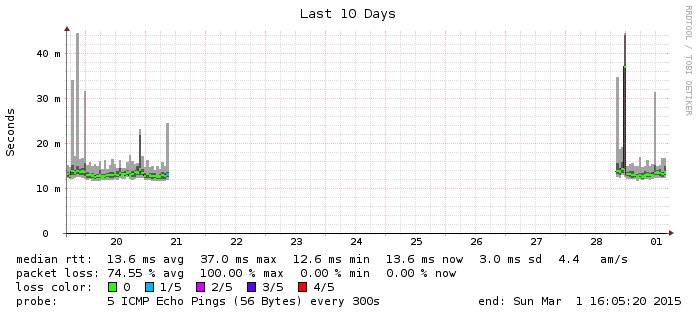 Last 10 Days
RRDTOOL / TOBI OETIKER
Seconds
40 m
30 m
20 m
10 m
0
20 21 22 23 24 25 26 27 28 01
median rtt: 13.6 ms avg 37.0 ms max 12.6 ms min 13.6 ms now 3.0 ms sd 4.4 am/s
packet loss: 74.55 % avg 100.00 % max 0.00 % min 0.00 % now
loss color: 0 1/5 2/5 3/5 4/5
probe: 5 ICMP Echo Pings (56 Bytes) every 300s end: Sun Mar 1 16:05:20 2015